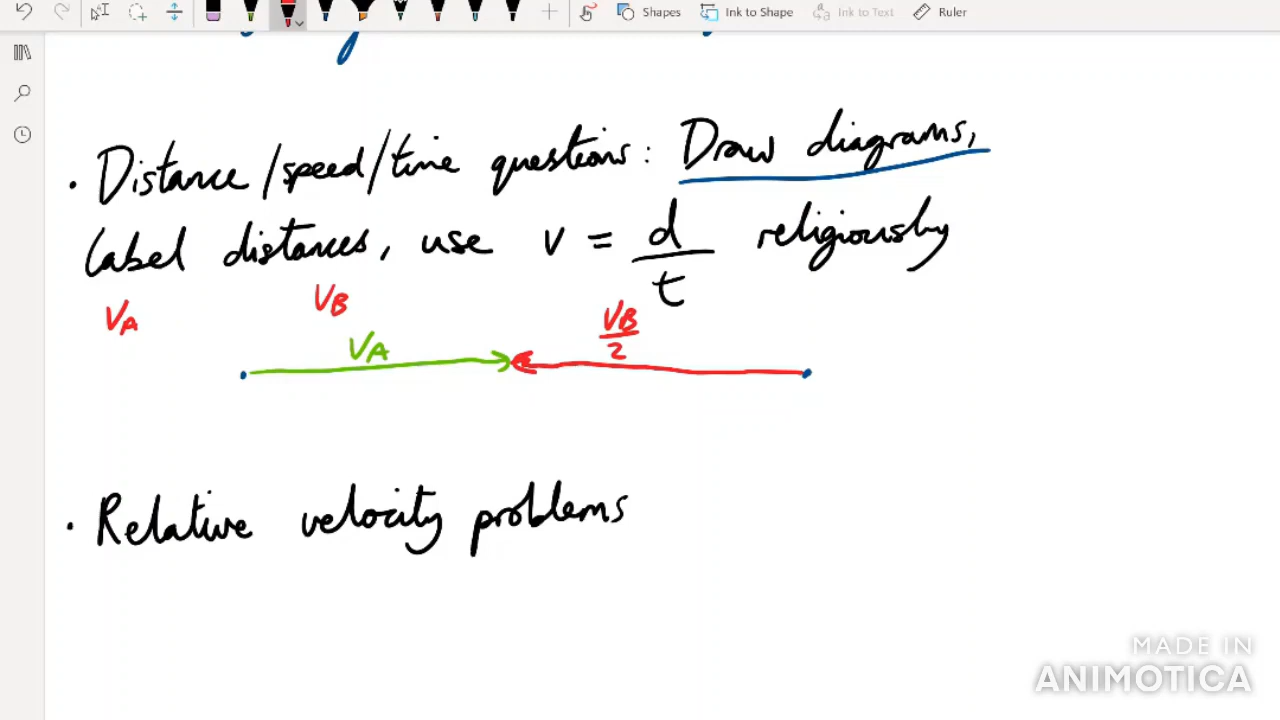 Shapes
Ink to Shape
Ink to Text
Ruler
• Distance/speed/time questions: Draw diagrams,
label distances, use v = d/t religiously
VA
VB
VA
VB/2
• Relative velocity problems
MADE IN
ANIMOTICA